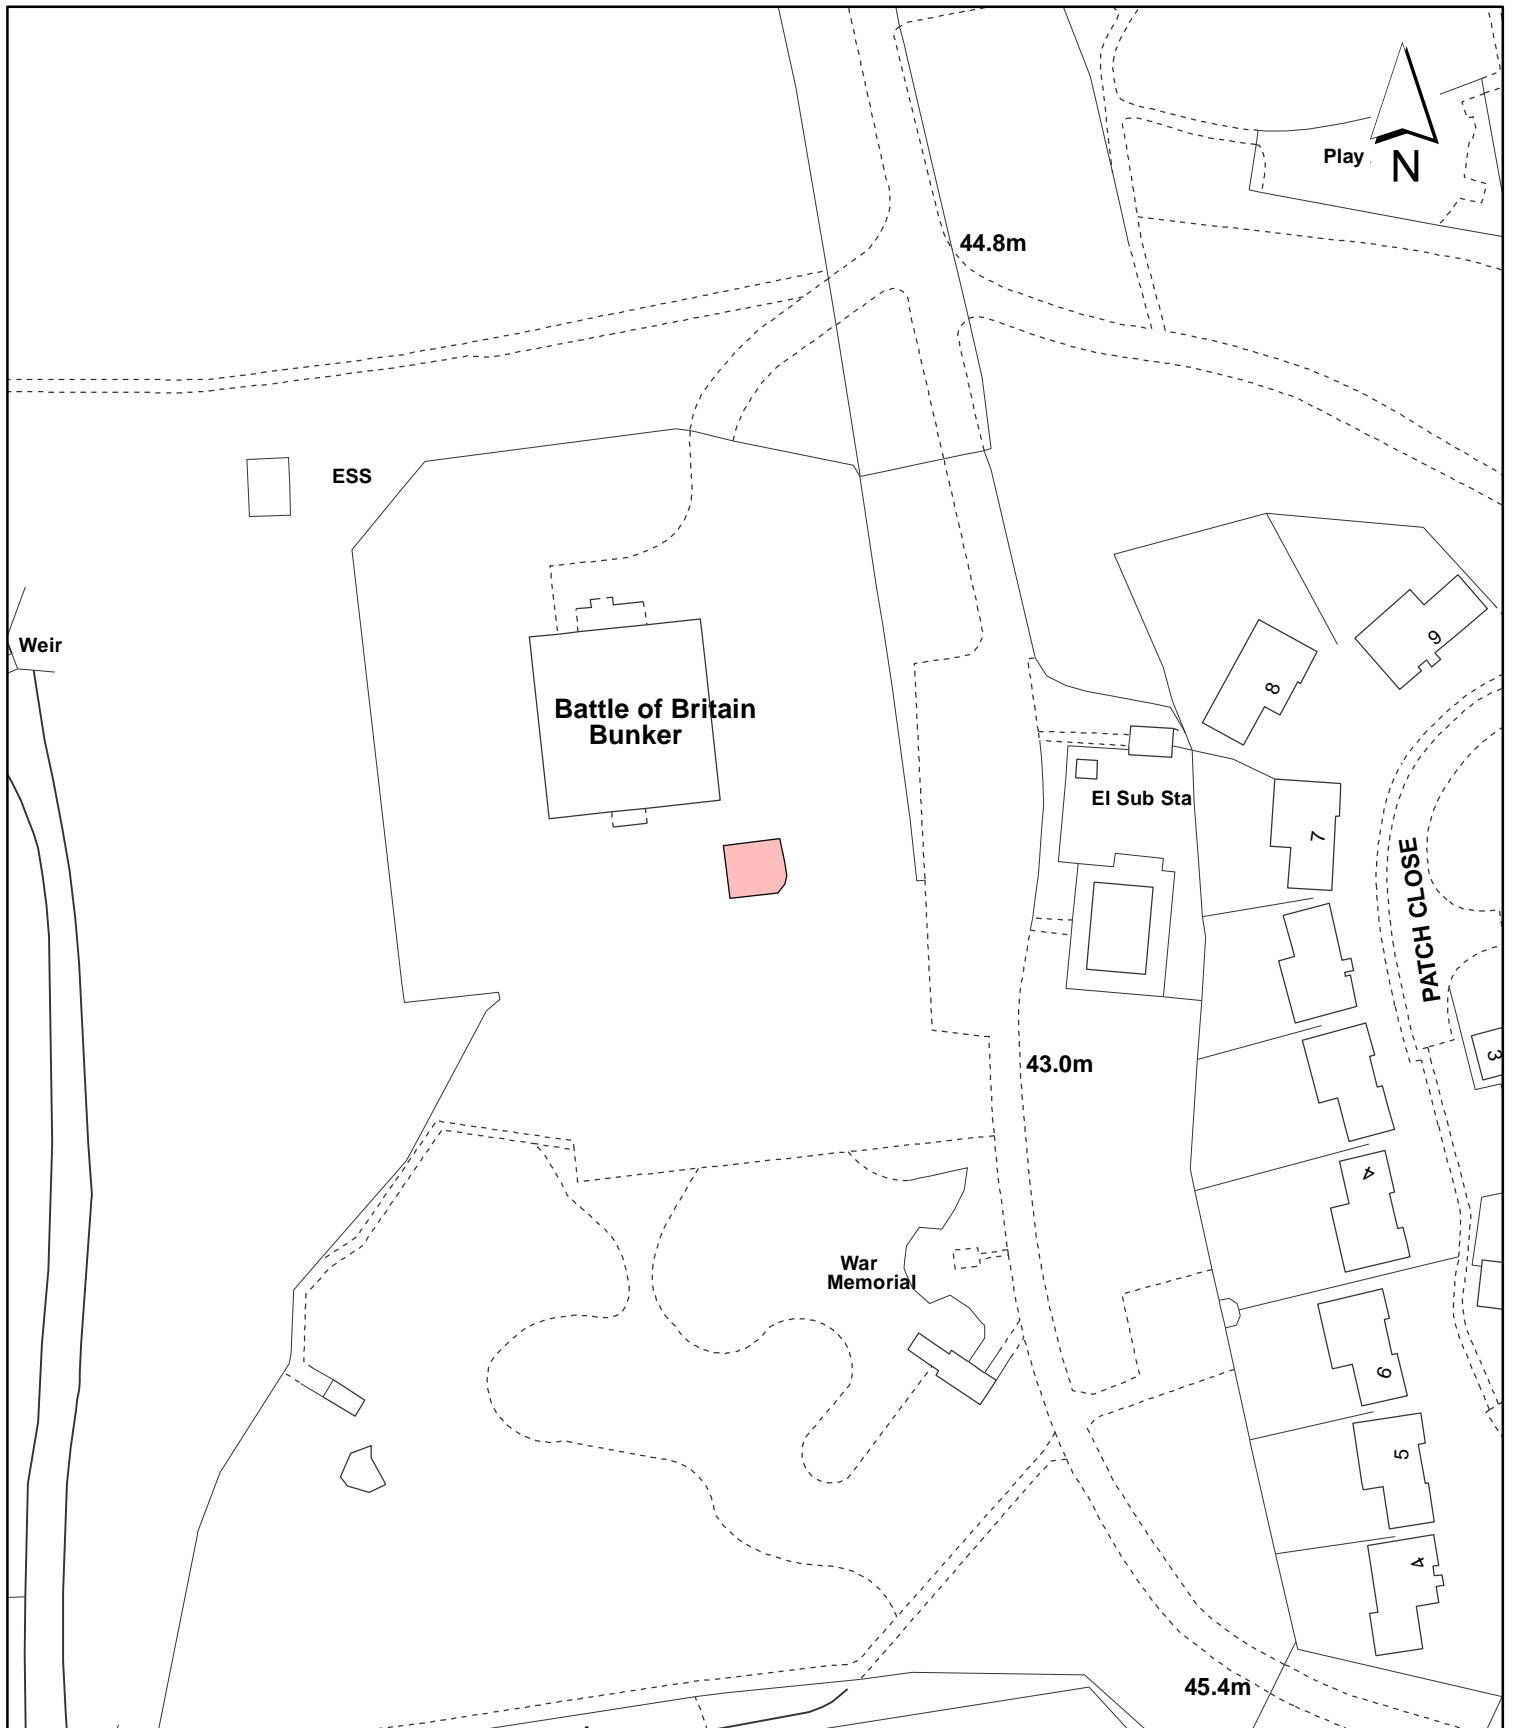 Play
N
44.8m
ESS
Weir
9
8
Battle of Britain
Bunker
El Sub Sta
7
PATCH CLOSE
3
43.0m
4
War
Memorial
6
5
4
45.4m